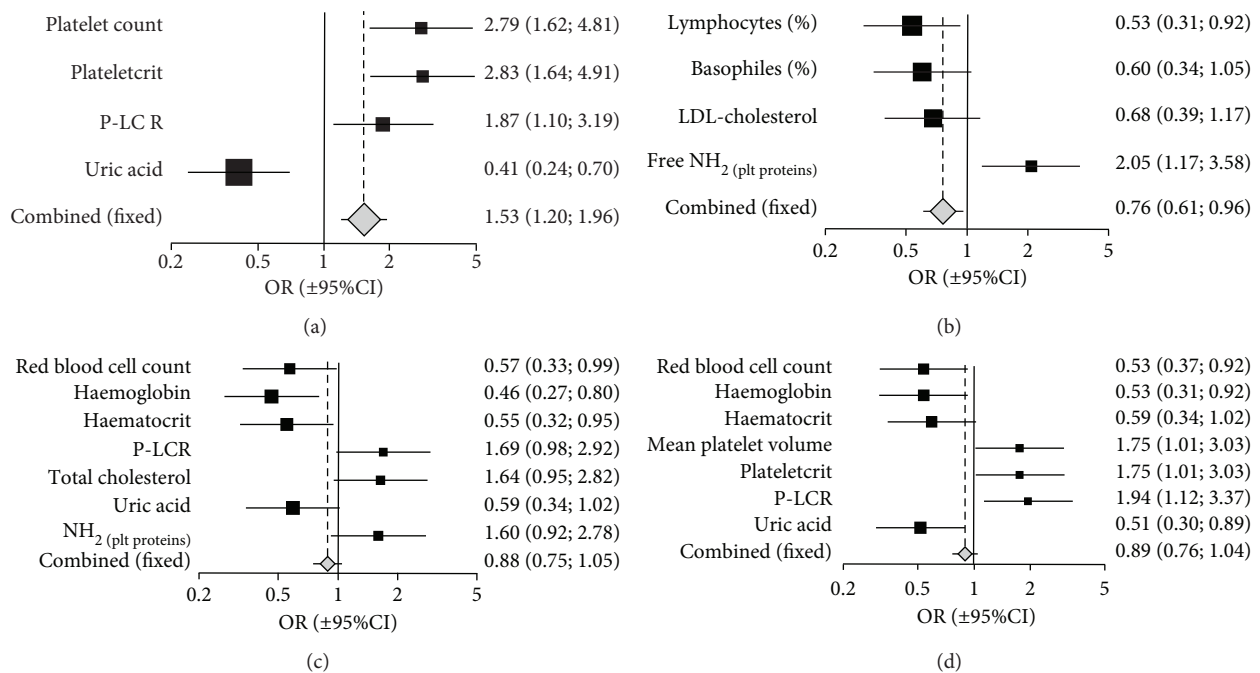 Platelet count 2.79 (1.62; 4.81)
Plateletcrit 2.83 (1.64; 4.91)
P-LC R 1.87 (1.10; 3.19)
Uric acid 0.41 (0.24; 0.70)
Combined (fixed) 1.53 (1.20; 1.96)
0.2 0.5 1 2 5
OR (±95%CI)
(a)
Lymphocytes (%) 0.53 (0.31; 0.92)
Basophiles (%) 0.60 (0.34; 1.05)
LDL-cholesterol 0.68 (0.39; 1.17)
Free NH2 (plt proteins) 2.05 (1.17; 3.58)
Combined (fixed) 0.76 (0.61; 0.96)
0.2 0.5 1 2 5
OR (±95%CI)
(b)
Red blood cell count 0.57 (0.33; 0.99)
Haemoglobin 0.46 (0.27; 0.80)
Haematocrit 0.55 (0.32; 0.95)
P-LCR 1.69 (0.98; 2.92)
Total cholesterol 1.64 (0.95; 2.82)
Uric acid 0.59 (0.34; 1.02)
NH2 (plt proteins) 1.60 (0.92; 2.78)
Combined (fixed) 0.88 (0.75; 1.05)
0.2 0.5 1 2 5
OR (±95%CI)
(c)
Red blood cell count 0.53 (0.37; 0.92)
Haemoglobin 0.53 (0.31; 0.92)
Haematocrit 0.59 (0.34; 1.02)
Mean platelet volume 1.75 (1.01; 3.03)
Plateletcrit 1.75 (1.01; 3.03)
P-LCR 1.94 (1.12; 3.37)
Uric acid 0.51 (0.30; 0.89)
Combined (fixed) 0.89 (0.76; 1.04)
0.2 0.5 1 2 5
OR (±95%CI)
(d)